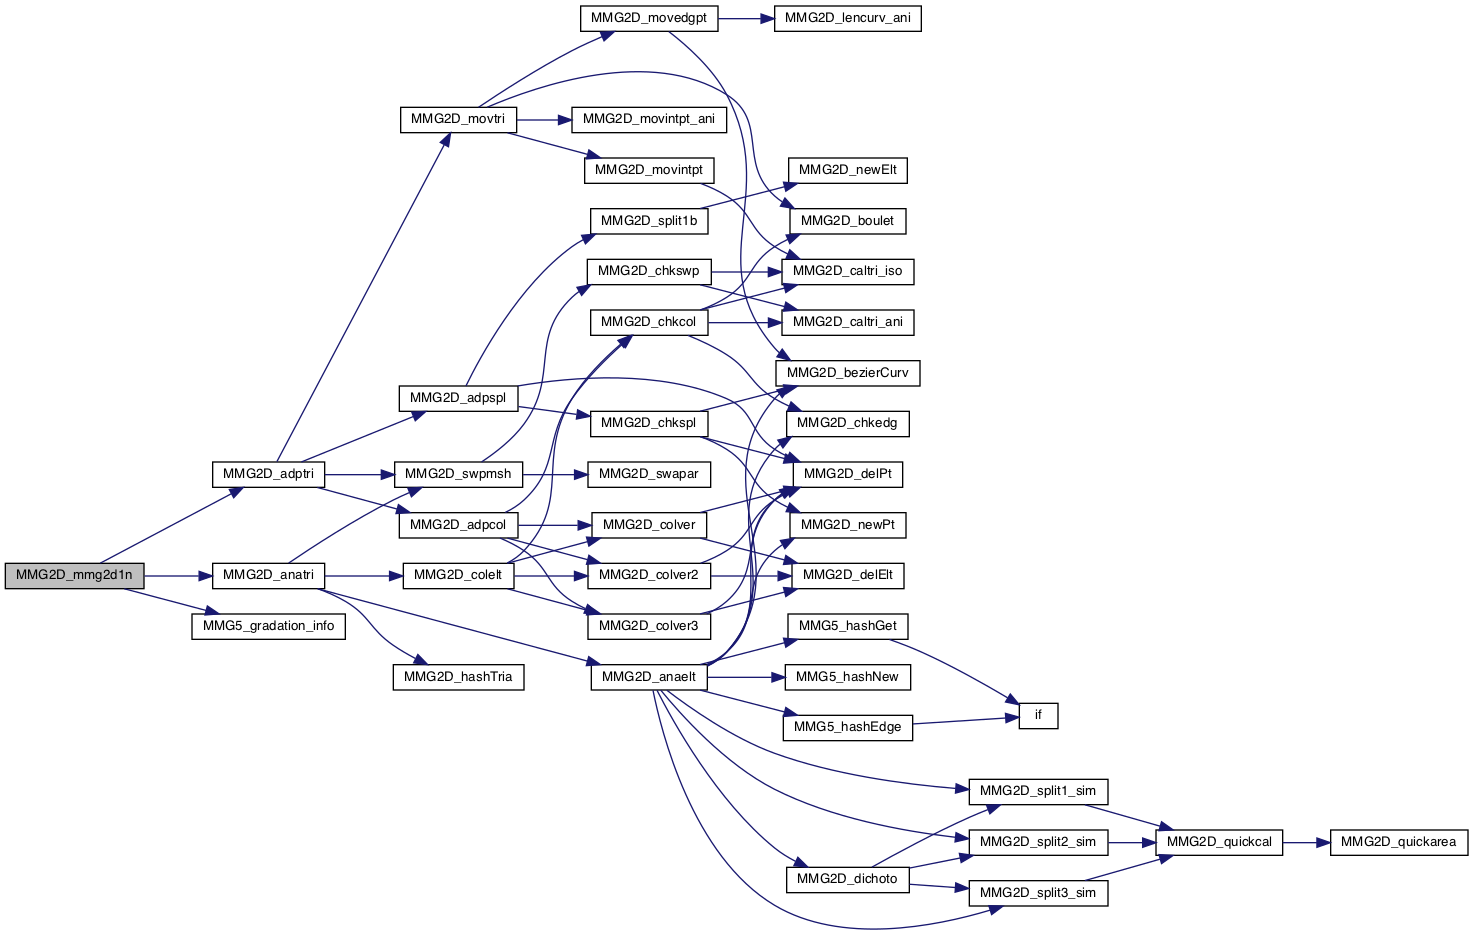 MMG2D_movedgpt
MMG2D_lencurv_ani
MMG2D_movtri
MMG2D_movintpt_ani
MMG2D_movintpt
MMG2D_newElt
MMG2D_split1b
MMG2D_boulet
MMG2D_chkswp
MMG2D_caltri_iso
MMG2D_chkcol
MMG2D_caltri_ani
MMG2D_bezierCurv
MMG2D_adpspl
MMG2D_chkspl
MMG2D_chkedg
MMG2D_adptri
MMG2D_swpmsh
MMG2D_swapar
MMG2D_delPt
MMG2D_adpcol
MMG2D_colver
MMG2D_newPt
MMG2D_mmg2d1n
MMG2D_anatri
MMG2D_colelt
MMG2D_colver2
MMG2D_delElt
MMG5_gradation_info
MMG2D_colver3
MMG5_hashGet
MMG2D_hashTria
MMG2D_anaelt
MMG5_hashNew
if
MMG5_hashEdge
MMG2D_split1_sim
MMG2D_split2_sim
MMG2D_quickcal
MMG2D_quickarea
MMG2D_dichoto
MMG2D_split3_sim